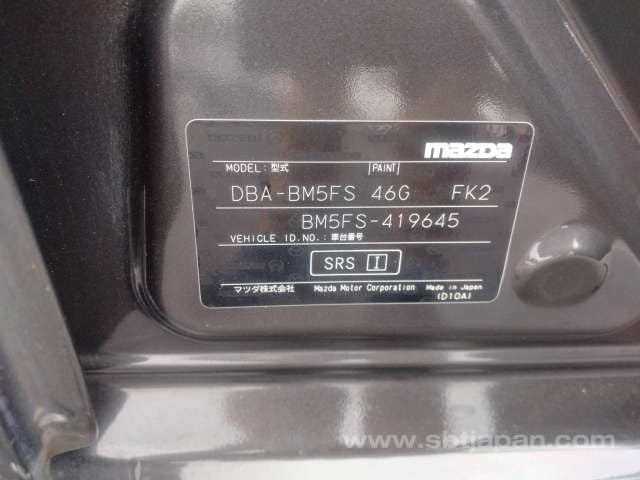 mazda
MODEL:型式 PAINT
DBA-BM5FS 46G FK2
BM5FS-419645
VEHICLE ID.NO.:車台番号
SRS I
マツダ株式会社 Mazda Motor Corporation Made in Japan
(D10A)
www.sbtjapan.com